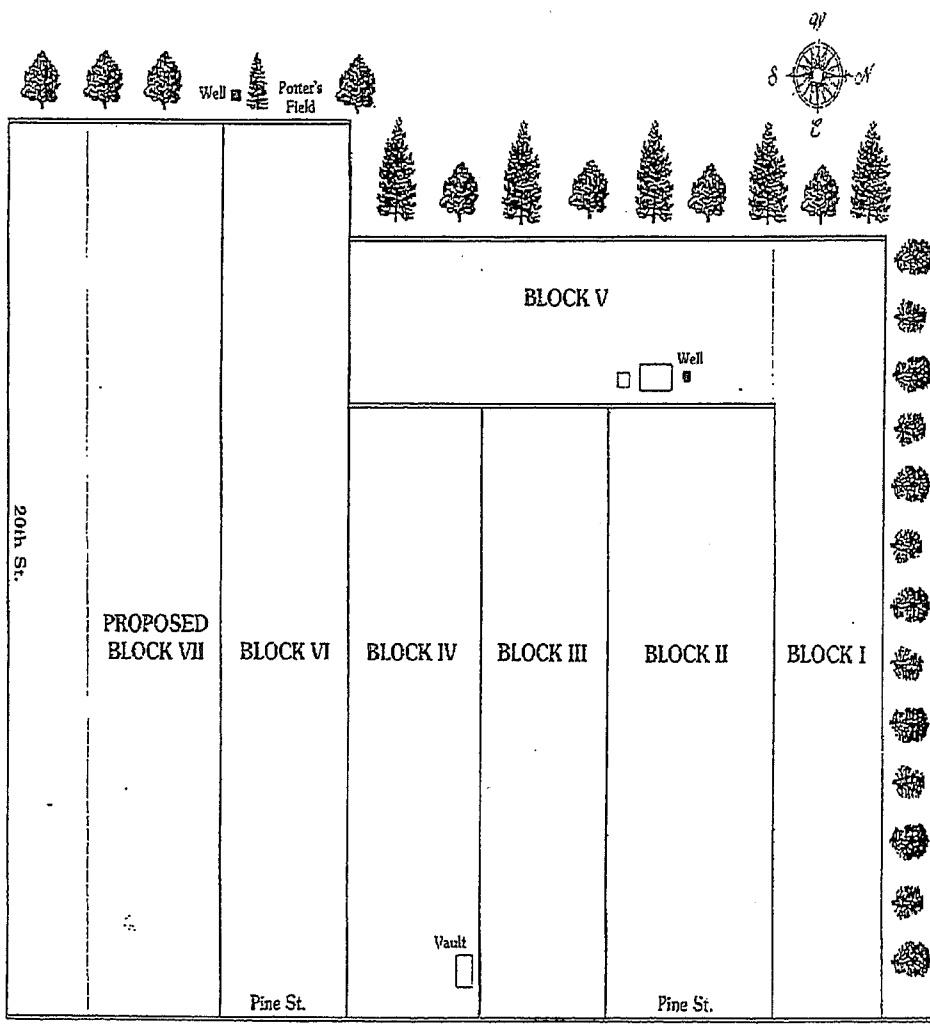 Well
Potter's
Field
S
N
E
BLOCK V
Well
20th St.
PROPOSED
BLOCK VII
BLOCK VI
BLOCK IV
BLOCK III
BLOCK II
BLOCK I
Vault
Pine St.
Pine St.